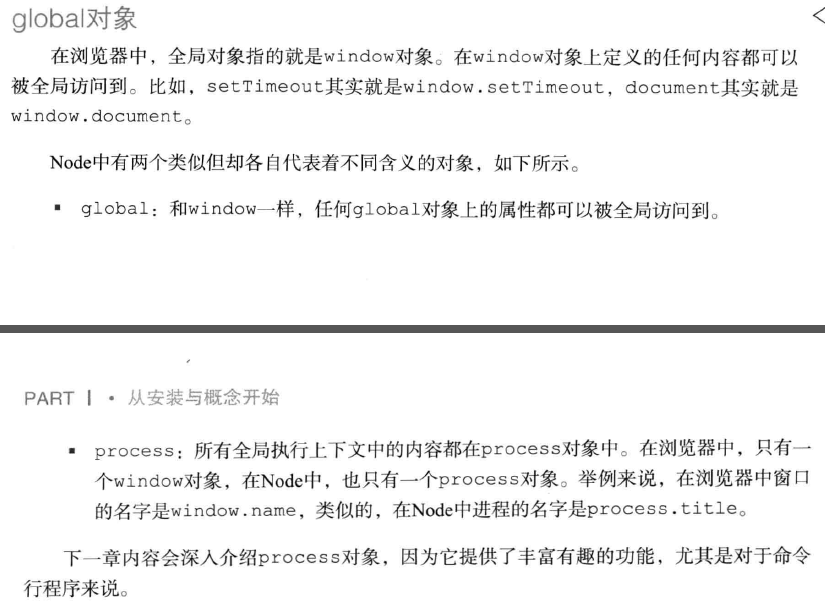 global对象
在浏览器中，全局对象指的就是window对象。在window对象上定义的任何内容都可以
被全局访问到。比如，setTimeout其实就是window.setTimeout，document其实就是
window.document。
Node中有两个类似但却各自代表着不同含义的对象，如下所示。
▪ global：和window一样，任何global对象上的属性都可以被全局访问到。
PART I • 从安装与概念开始
▪ process：所有全局执行上下文中的内容都在process对象中。在浏览器中，只有一
个window对象，在Node中，也只有一个process对象。举例来说，在浏览器中窗口
的名字是window.name，类似的，在Node中进程的名字是process.title。
下一章内容会深入介绍process对象，因为它提供了丰富有趣的功能，尤其是对于命令
行程序来说。